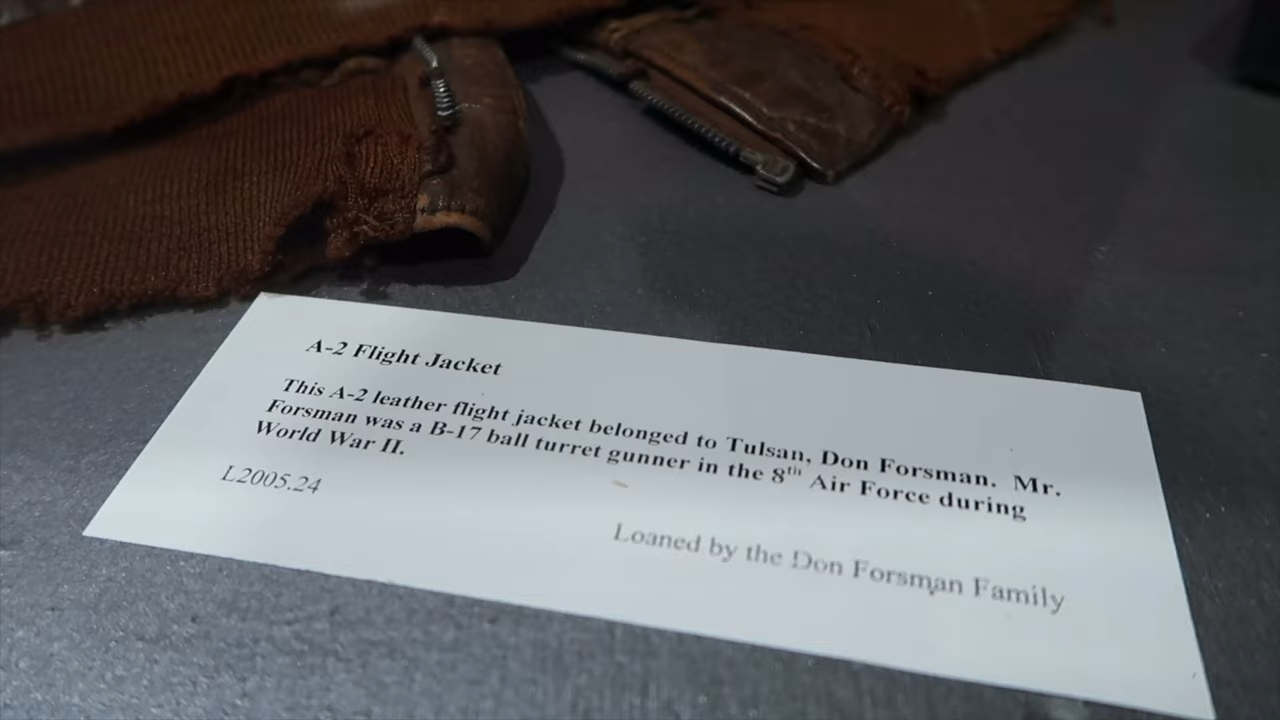 A-2 Flight Jacket
This A-2 leather flight jacket belonged to Tulsan, Don Forsman. Mr.
Forsman was a B-17 ball turret gunner in the 8th Air Force during
World War II.
L2005.24
Loaned by the Don Forsman Family